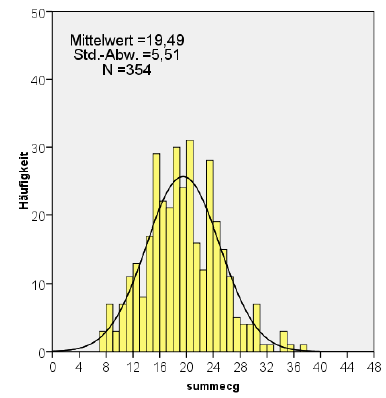 50
Mittelwert =19,49
Std.-Abw. =5,51
N =354
40
30
Häufigkeit
20
10
0
0 4 8 12 16 20 24 28 32 36 40 44 48
summecg